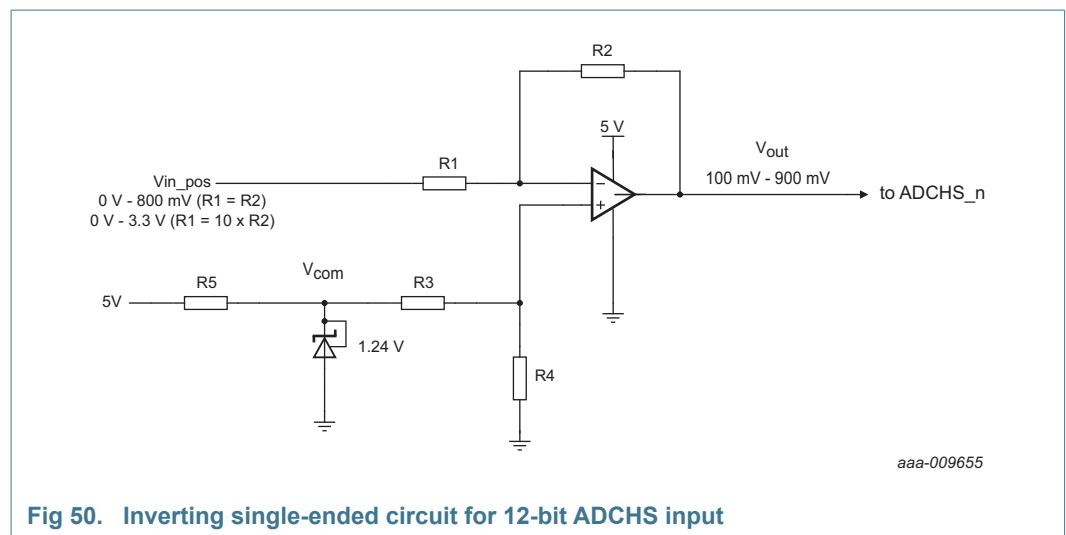 R2
5 V
R1
Vout
100 mV - 900 mV
Vin_pos
0 V - 800 mV (R1 = R2)
0 V - 3.3 V (R1 = 10 x R2)
−
+
to ADCHS_n
Vcom
R5
R3
5V
1.24 V
R4
aaa-009655
Fig 50. Inverting single-ended circuit for 12-bit ADCHS input